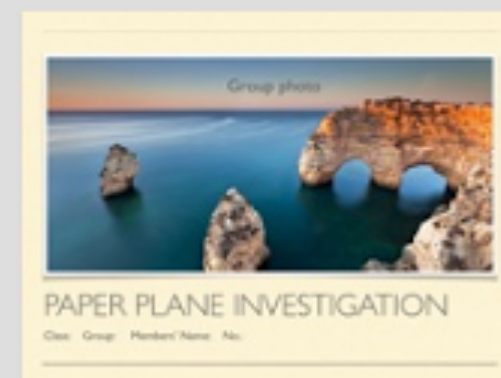 Group photo
PAPER PLANE INVESTIGATION
Class: Group: Members' Name: No.: